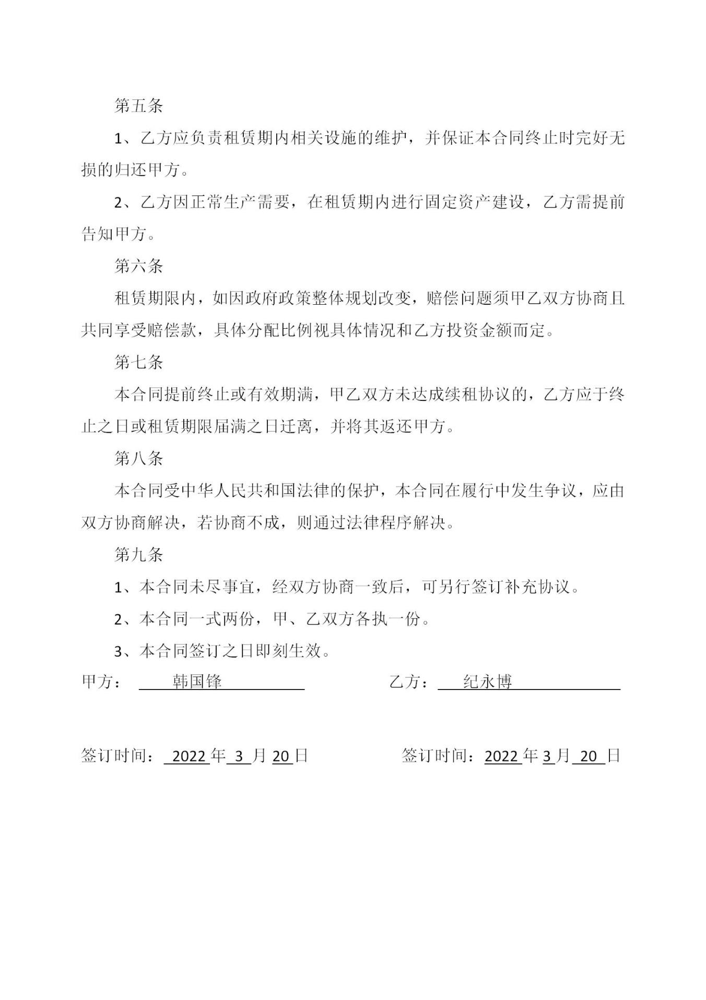 第五条
1、乙方应负责租赁期内相关设施的维护，并保证本合同终止时完好无
损的归还甲方。
2、乙方因正常生产需要，在租赁期内进行固定资产建设，乙方需提前
告知甲方。
第六条
租赁期限内，如因政府政策整体规划改变，赔偿问题须甲乙双方协商且
共同享受赔偿款，具体分配比例视具体情况和乙方投资金额而定。
第七条
本合同提前终止或有效期满，甲乙双方未达成续租协议的，乙方应于终
止之日或租赁期限届满之日迁离，并将其返还甲方。
第八条
本合同受中华人民共和国法律的保护，本合同在履行中发生争议，应由
双方协商解决，若协商不成，则通过法律程序解决。
第九条
1、本合同未尽事宜，经双方协商一致后，可另行签订补充协议。
2、本合同一式两份，甲、乙双方各执一份。
3、本合同签订之日即刻生效。
甲方： 韩国锋 乙方： 纪永博
签订时间： 2022 年 3 月 20 日 签订时间：2022 年 3 月 20 日